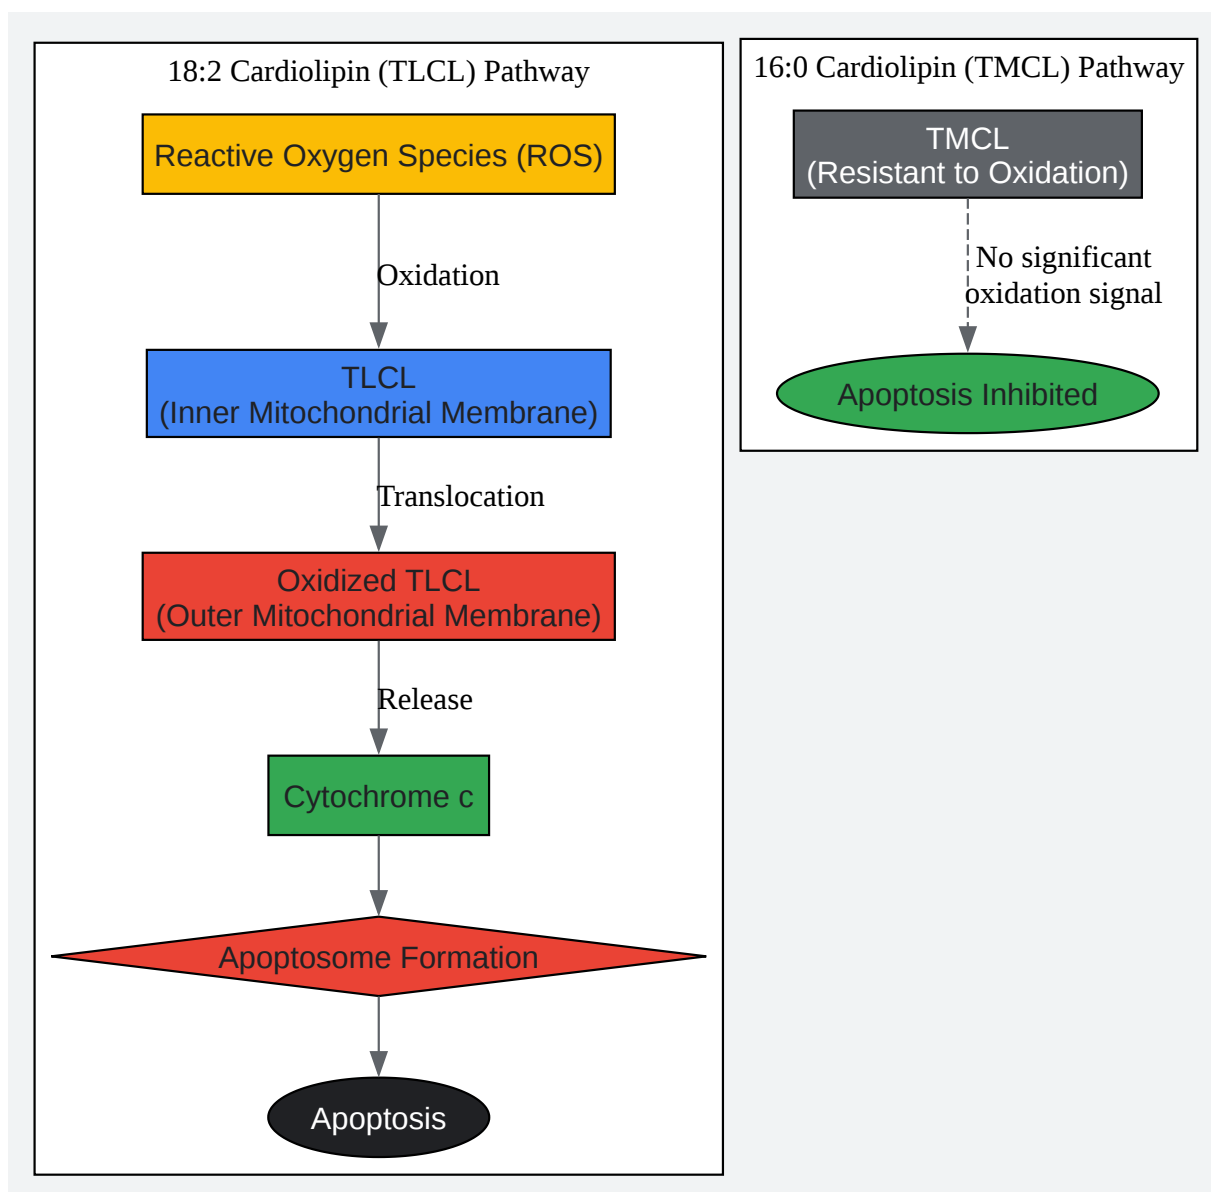 18:2 Cardiolipin (TLCL) Pathway
Reactive Oxygen Species (ROS)
Oxidation
TLCL
(Inner Mitochondrial Membrane)
Translocation
Oxidized TLCL
(Outer Mitochondrial Membrane)
Release
Cytochrome c
Apoptosome Formation
Apoptosis
16:0 Cardiolipin (TMCL) Pathway
TMCL
(Resistant to Oxidation)
No significant
oxidation signal
Apoptosis Inhibited